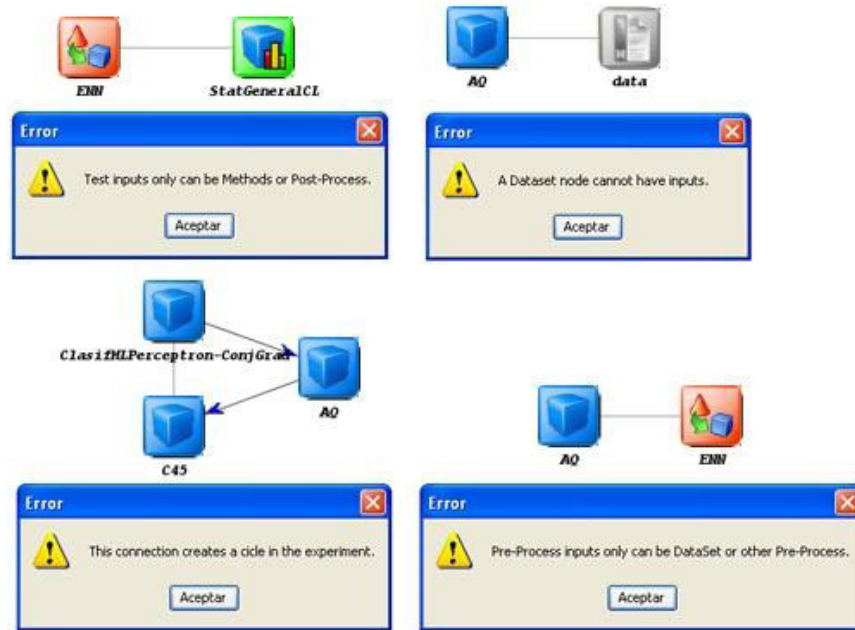 ENN
StatGeneralCL
AQ
data
Error
Test inputs only can be Methods or Post-Process.
Aceptar
Error
A Dataset node cannot have inputs.
Aceptar
ClasifMLPerceptron-ConjGrad
AQ
C45
AQ
ENN
Error
This connection creates a cicle in the experiment.
Aceptar
Error
Pre-Process inputs only can be DataSet or other Pre-Process.
Aceptar